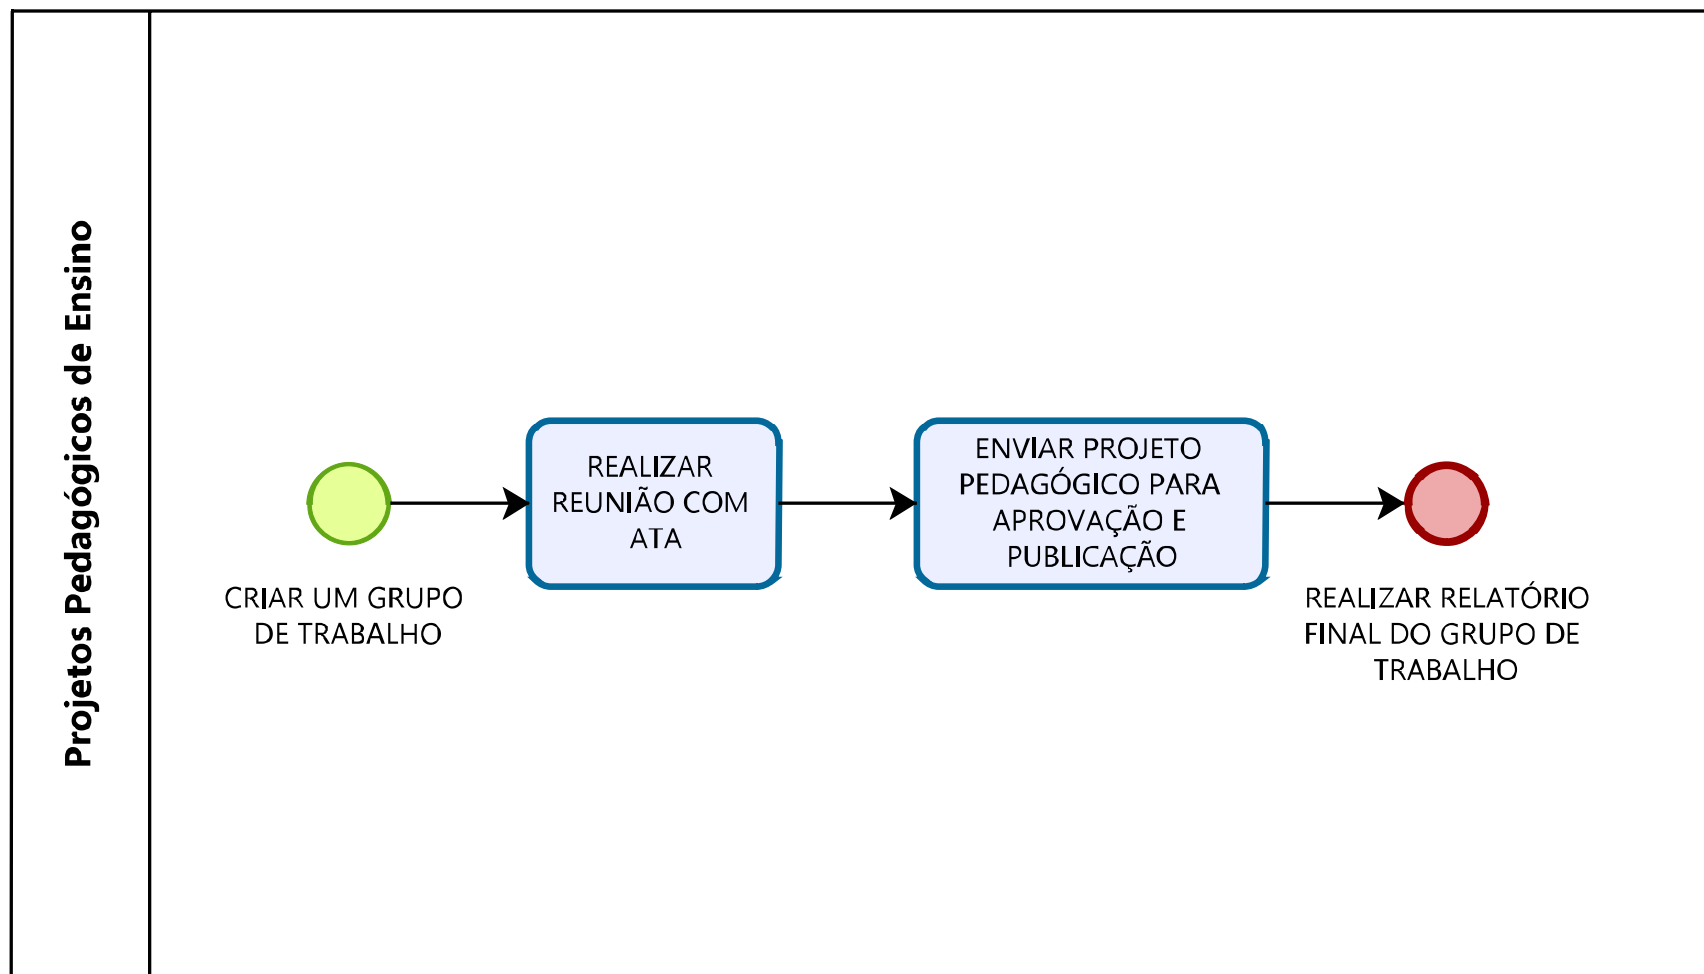 Projetos Pedagógicos de Ensino
CRIAR UM GRUPO
DE TRABALHO
REALIZAR
REUNIÃO COM
ATA
ENVIAR PROJETO
PEDAGÓGICO PARA
APROVAÇÃO E
PUBLICAÇÃO
REALIZAR RELATÓRIO
FINAL DO GRUPO DE
TRABALHO